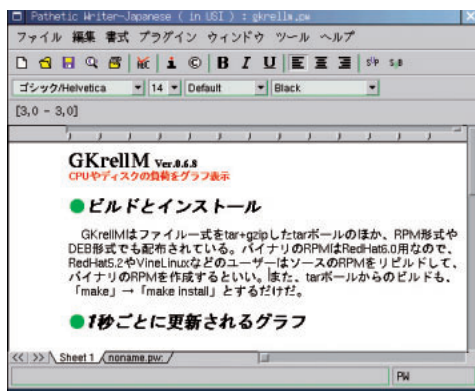 Pathetic Writer-Japanese ( in USI ) : gkrellm.pw
ファイル 編集 書式 プラグイン ウィンドウ ツール ヘルプ
B I U
ゴシック/Helvetica 14 Default Black
[3,0 - 3,0]
GKrellM Ver.0.6.8
CPUやディスクの負荷をグラフ表示
●ビルドとインストール
GKrellMはファイル一式をtar+gzipしたtarボールのほか、RPM形式や
DEB形式でも配布されている。バイナリのRPMはRedHat6.0用なので、
RedHat5.2やVineLinuxなどのユーザーはソースのRPMをリビルドして、
バイナリのRPMを作成するといい。また、tarボールからのビルドも、
「make」→「make install」とするだけだ。
●1秒ごとに更新されるグラフ
<< >> Sheet 1 noname.pw:
PW